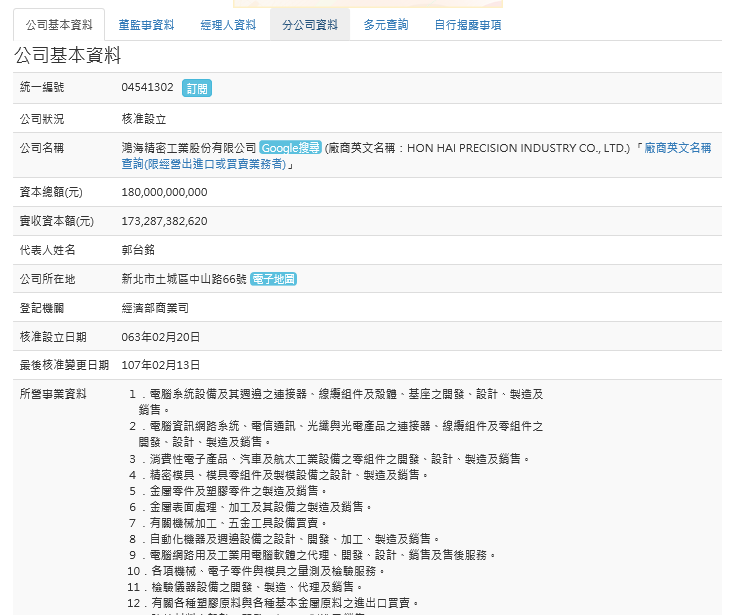 公司基本資料 董監事資料 經理人資料 分公司資料 多元查詢 自行揭露事項
公司基本資料
統一編號 04541302 訂閱
公司狀況 核准設立
公司名稱 鴻海精密工業股份有限公司 Google搜尋 (廠商英文名稱：HON HAI PRECISION INDUSTRY CO., LTD.) 「廠商英文名稱
查詢(限經營出進口或買賣業務者)」
資本總額(元) 180,000,000,000
實收資本額(元) 173,287,382,620
代表人姓名 郭台銘
公司所在地 新北市土城區中山路66號 電子地圖
登記機關 經濟部商業司
核准設立日期 063年02月20日
最後核准變更日期 107年02月13日
所營事業資料 １．電腦系統設備及其週邊之連接器、線纜組件及殼體、基座之開發、設計、製造及
銷售。
２．電腦資訊網路系統、電信通訊、光纖與光電產品之連接器、線纜組件及零組件之
開發、設計、製造及銷售。
３．消費性電子產品、汽車及航太工業設備之零組件之開發、設計、製造及銷售。
４．精密模具、模具零組件及製模設備之設計、製造及銷售。
５．金屬零件及塑膠零件之製造及銷售。
６．金屬表面處理、加工及其設備之製造及銷售。
７．有關機械加工、五金工具設備買賣。
８．自動化機器及週邊設備之設計、開發、加工、製造及銷售。
９．電腦網路用及工業用電腦軟體之代理、開發、設計、銷售及售後服務。
10．各項機械、電子零件與模具之量測及檢驗服務。
11．檢驗儀器設備之開發、製造、代理及銷售。
12．有關各種塑膠原料與各種基本金屬原料之進出口買賣。